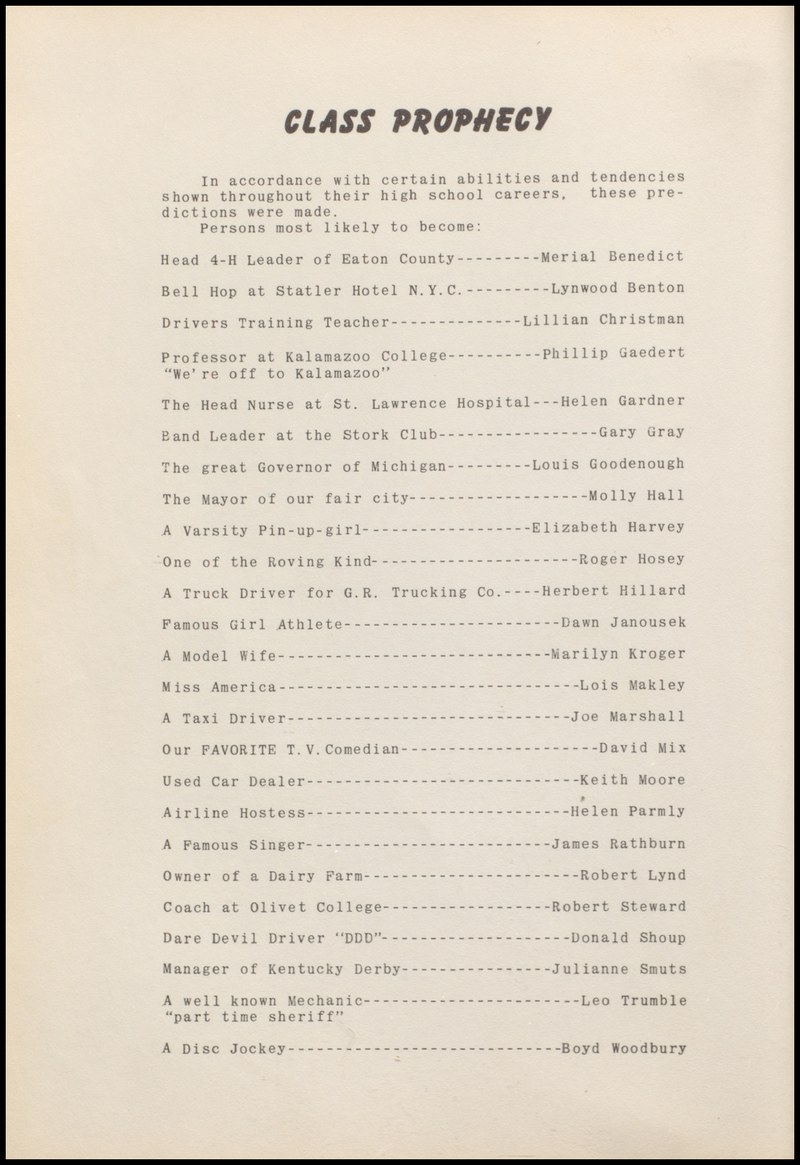 CLASS PROPHECY
In accordance with certain abilities and tendencies
shown throughout their high school careers, these pre-
dictions were made.
Persons most likely to become:
Head 4-H Leader of Eaton County---------Merial Benedict
Bell Hop at Statler Hotel N.Y.C.---------Lynwood Benton
Drivers Training Teacher--------------Lillian Christman
Professor at Kalamazoo College----------Phillip Gaedert
"We're off to Kalamazoo"
The Head Nurse at St. Lawrence Hospital---Helen Gardner
Band Leader at the Stork Club-----------------Gary Gray
The great Governor of Michigan---------Louis Goodenough
The Mayor of our fair city-------------------Molly Hall
A Varsity Pin-up-girl------------------Elizabeth Harvey
One of the Roving Kind----------------------Roger Hosey
A Truck Driver for G.R. Trucking Co.----Herbert Hillard
Famous Girl Athlete-----------------------Dawn Janousek
A Model Wife-----------------------------Marilyn Kroger
Miss America--------------------------------Lois Makley
A Taxi Driver------------------------------Joe Marshall
Our FAVORITE T.V.Comedian---------------------David Mix
Used Car Dealer-----------------------------Keith Moore
Airline Hostess----------------------------Helen Parmly
A Famous Singer--------------------------James Rathburn
Owner of a Dairy Farm-----------------------Robert Lynd
Coach at Olivet College------------------Robert Steward
Dare Devil Driver "DDD"--------------------Donald Shoup
Manager of Kentucky Derby----------------Julianne Smuts
A well known Mechanic-----------------------Leo Trumble
"part time sheriff"
A Disc Jockey-----------------------------Boyd Woodbury